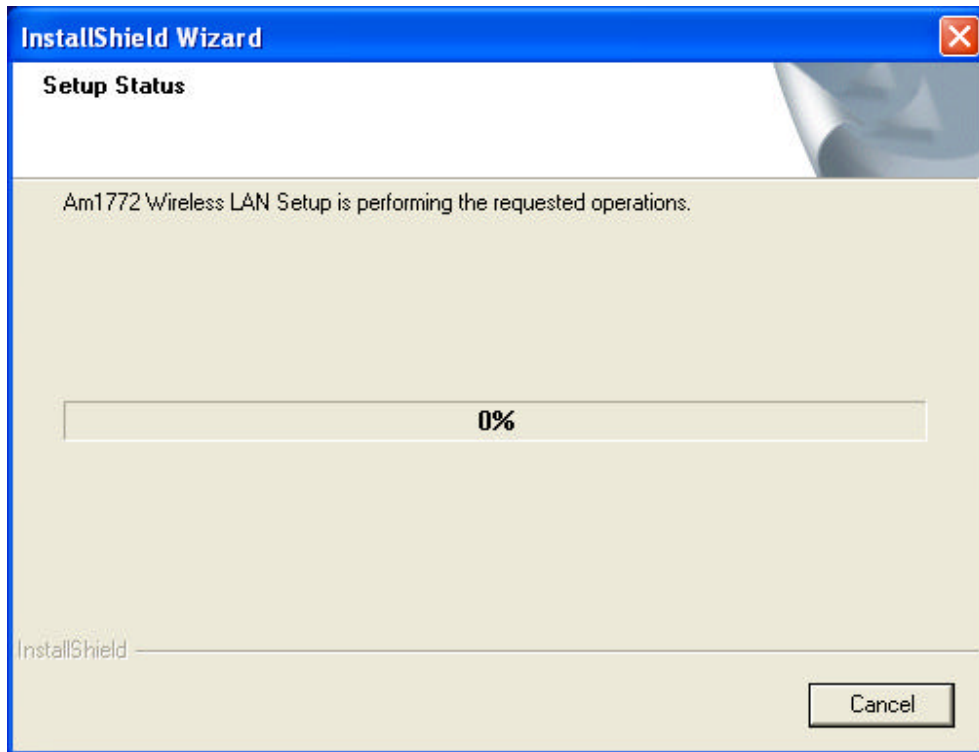 InstallShield Wizard
Setup Status
Am1772 Wireless LAN Setup is performing the requested operations.
0%
InstallShield
Cancel